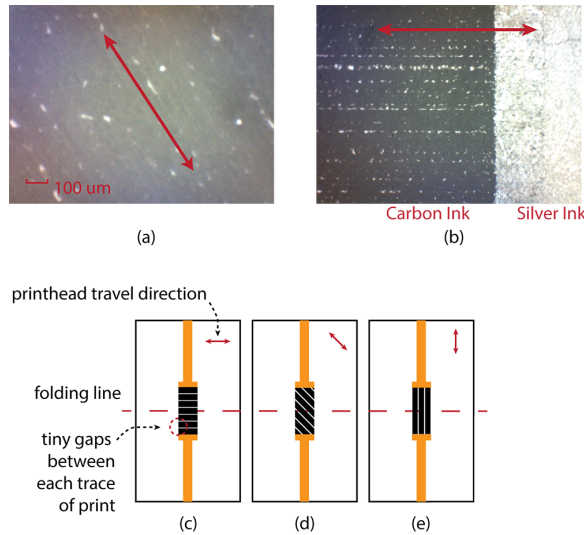 100 um
Carbon Ink
Silver Ink
(a)
(b)
printhead travel direction
folding line
tiny gaps
between
each trace
of print
(c)
(d)
(e)